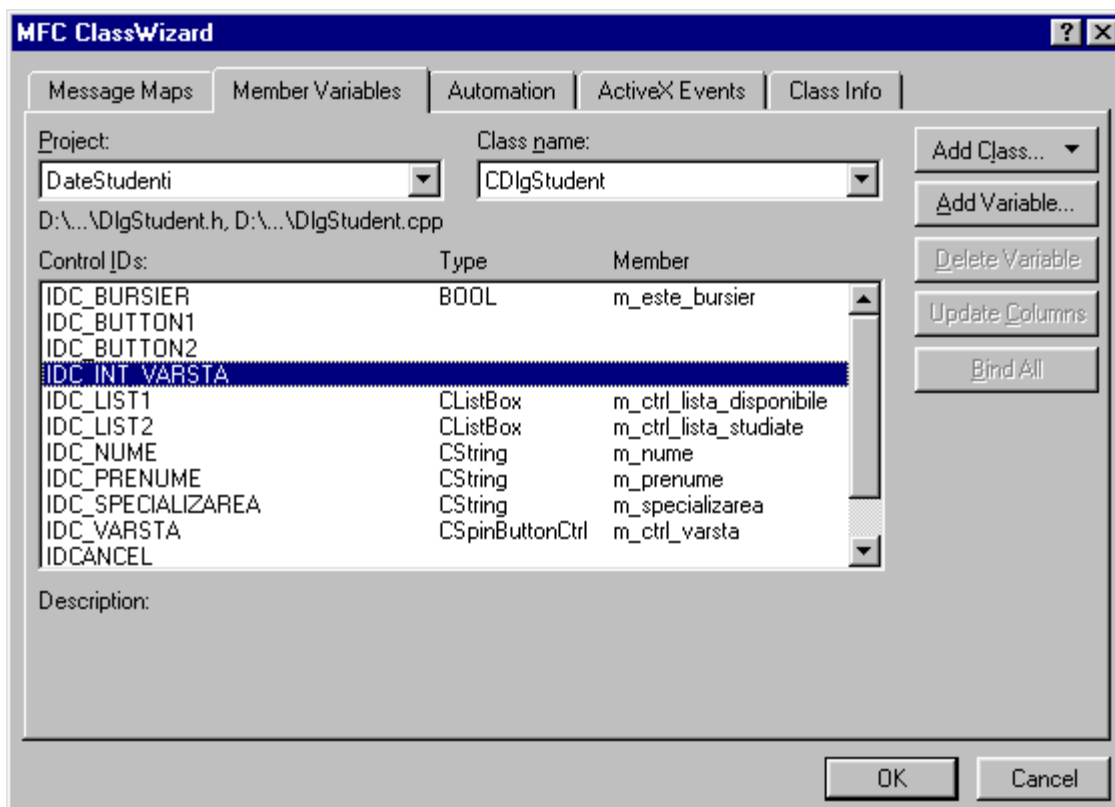 MFC ClassWizard
Message Maps Member Variables Automation ActiveX Events Class Info
Project: Class name:
DateStudenti CDlgStudent
Add Class...
Add Variable...
D:\...\DlgStudent.h, D:\...\DlgStudent.cpp
Control IDs: Type Member
Delete Variable
IDC_BURSIER BOOL m_este_bursier
IDC_BUTTON1
Update Columns
IDC_BUTTON2
IDC_INT_VARSTA
Bind All
IDC_LIST1 CListBox m_ctrl_lista_disponibile
IDC_LIST2 CListBox m_ctrl_lista_studiate
IDC_NUME CString m_nume
IDC_PRENUME CString m_prenume
IDC_SPECIALIZAREA CString m_specializarea
IDC_VARSTA CSpinButtonCtrl m_ctrl_varsta
IDCANCEL
Description:
OK Cancel